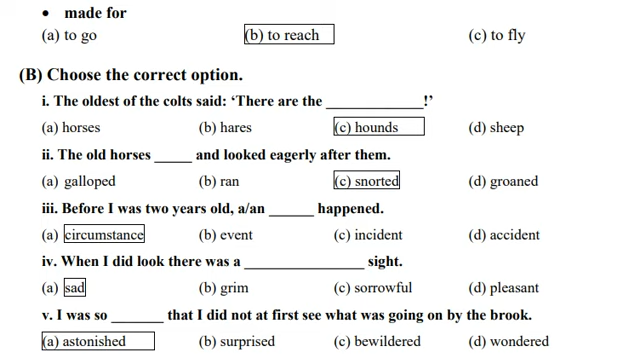 • made for
(a) to go (b) to reach (c) to fly
(B) Choose the correct option.
i. The oldest of the colts said: ‘There are the _____________!’
(a) horses (b) hares (c) hounds (d) sheep
ii. The old horses _____ and looked eagerly after them.
(a) galloped (b) ran (c) snorted (d) groaned
iii. Before I was two years old, a/an ______ happened.
(a) circumstance (b) event (c) incident (d) accident
iv. When I did look there was a ________________ sight.
(a) sad (b) grim (c) sorrowful (d) pleasant
v. I was so _______ that I did not at first see what was going on by the brook.
(a) astonished (b) surprised (c) bewildered (d) wondered